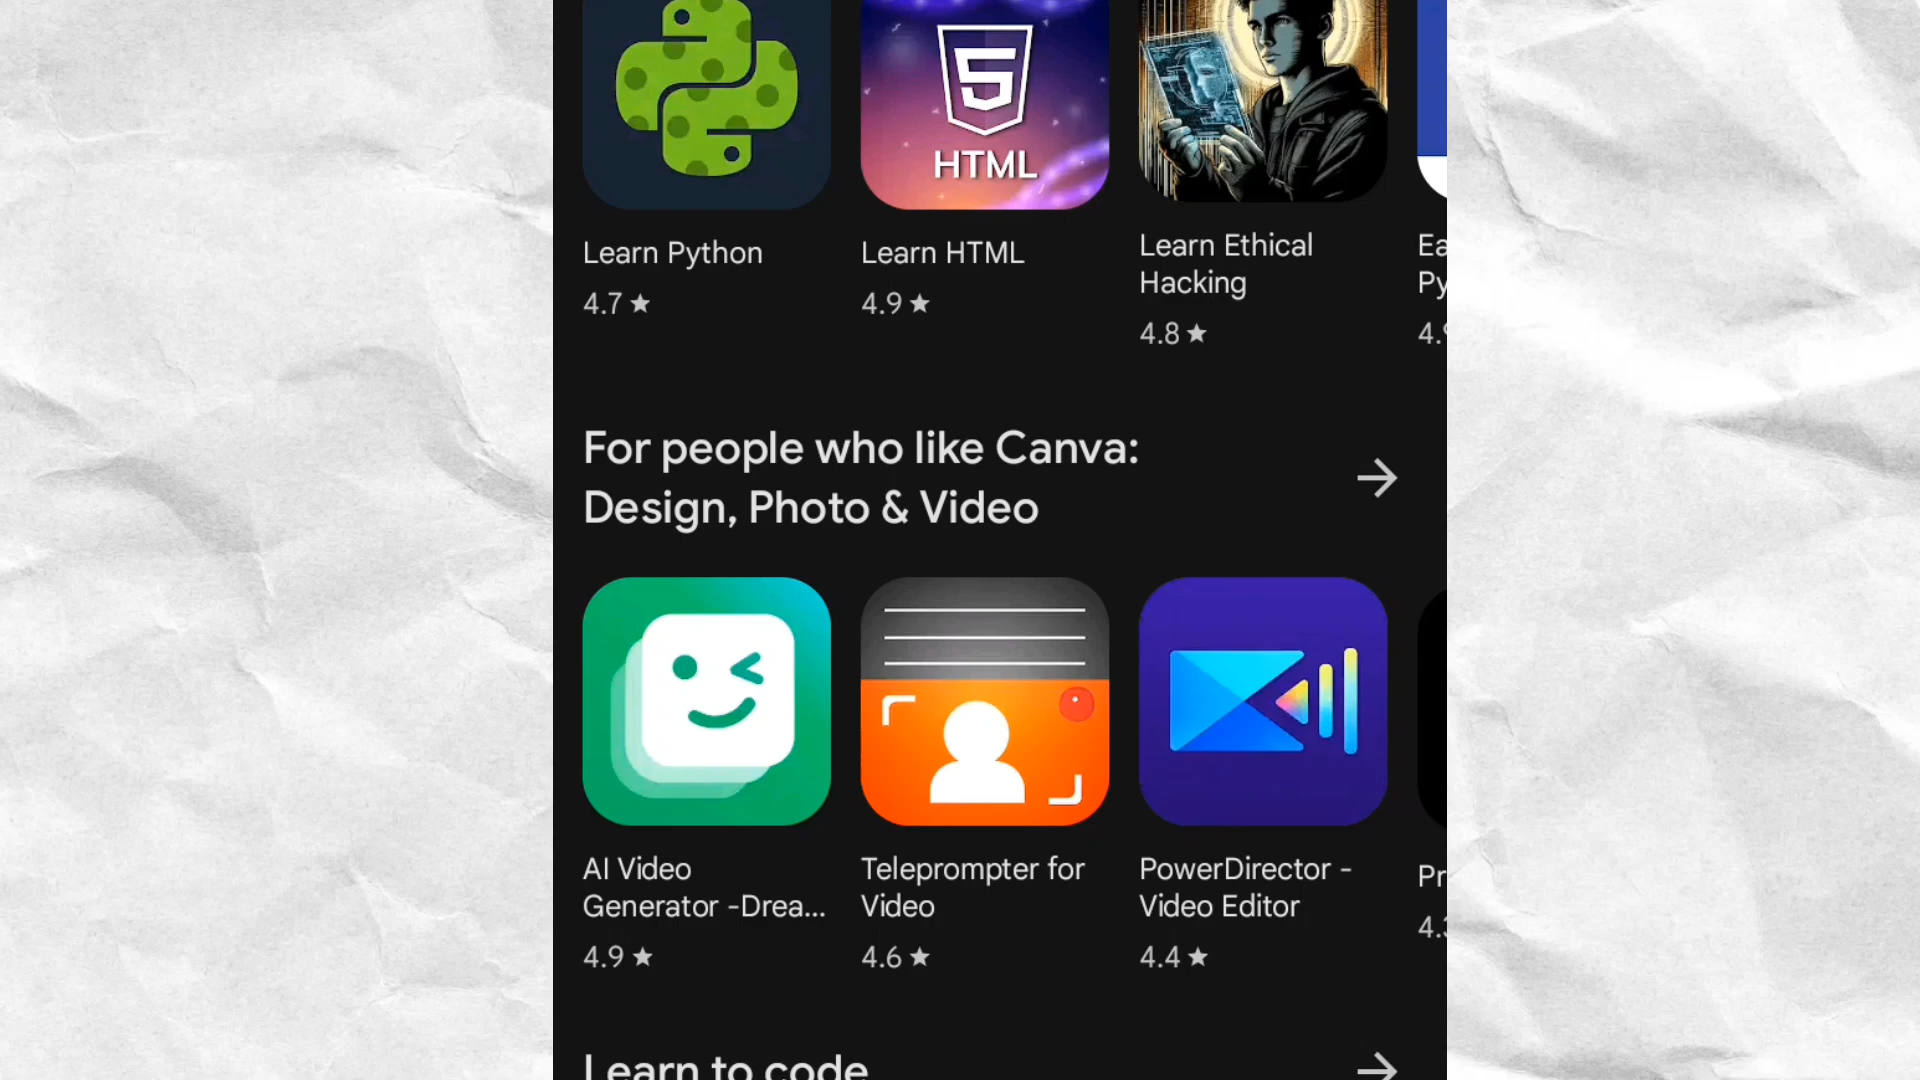 HTML
Learn Python
4.7 ★
Learn HTML
4.9 ★
Learn Ethical
Hacking
4.8 ★
For people who like Canva:
Design, Photo & Video
AI Video
Generator -Drea...
4.9 ★
Teleprompter for
Video
4.6 ★
PowerDirector -
Video Editor
4.4 ★
Learn to code